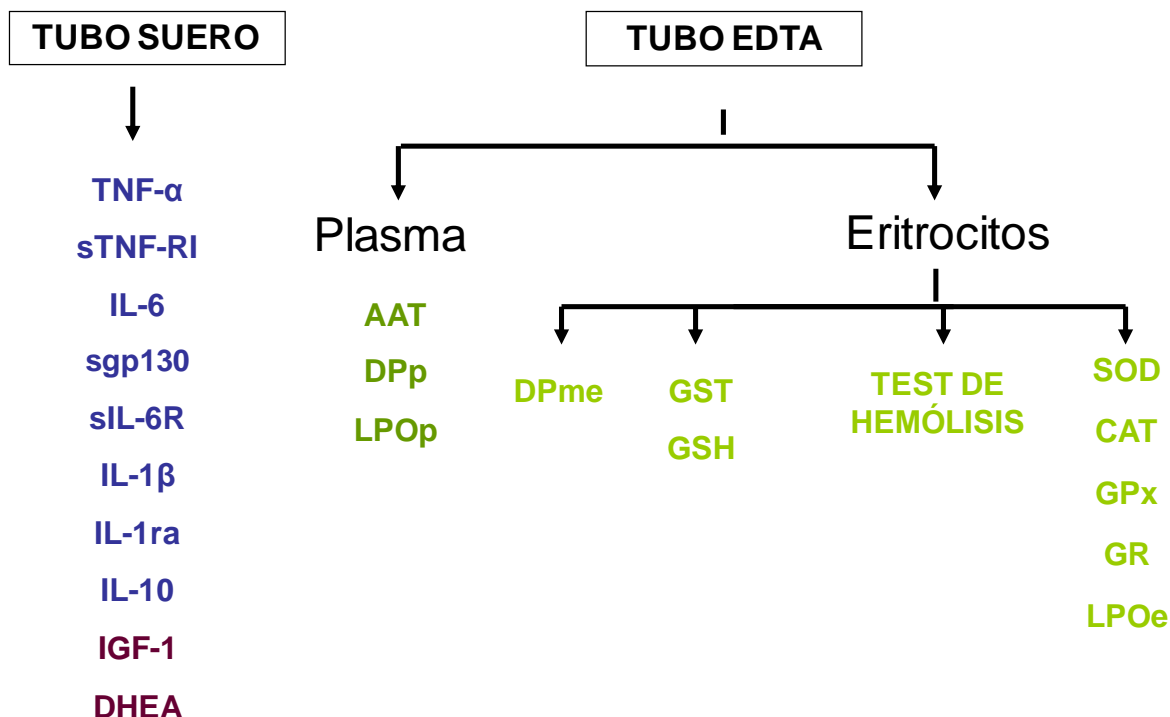 TUBO SUERO
TNF-α
sTNF-RI
IL-6
sgp130
sIL-6R
IL-1β
IL-1ra
IL-10
IGF-1
DHEA
TUBO EDTA
Plasma
AAT
DPp
LPOp
Eritrocitos
DPme
GST
GSH
TEST DE
HEMÓLISIS
SOD
CAT
GPx
GR
LPOe